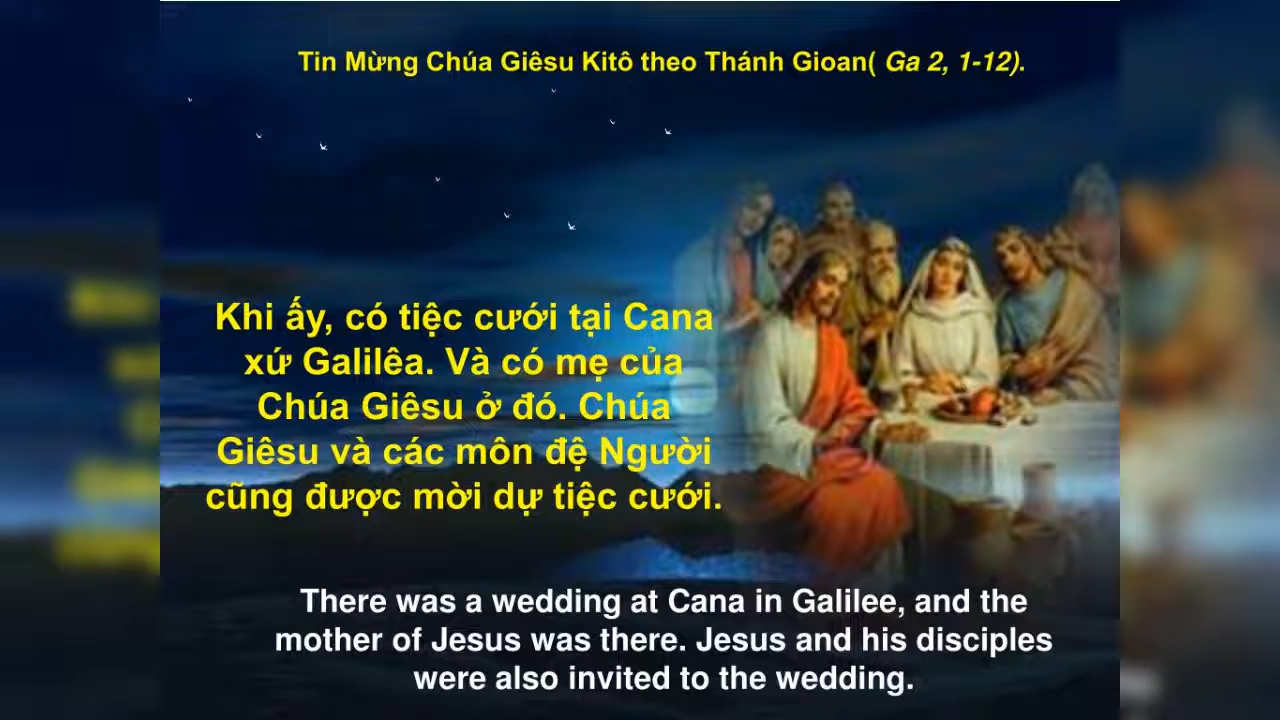 Tin Mừng Chúa Giêsu Kitô theo Thánh Gioan( Ga 2, 1-12).
Khi ấy, có tiệc cưới tại Cana
xứ Galilêa. Và có mẹ của
Chúa Giêsu ở đó. Chúa
Giêsu và các môn đệ Người
cũng được mời dự tiệc cưới.
There was a wedding at Cana in Galilee, and the
mother of Jesus was there. Jesus and his disciples
were also invited to the wedding.